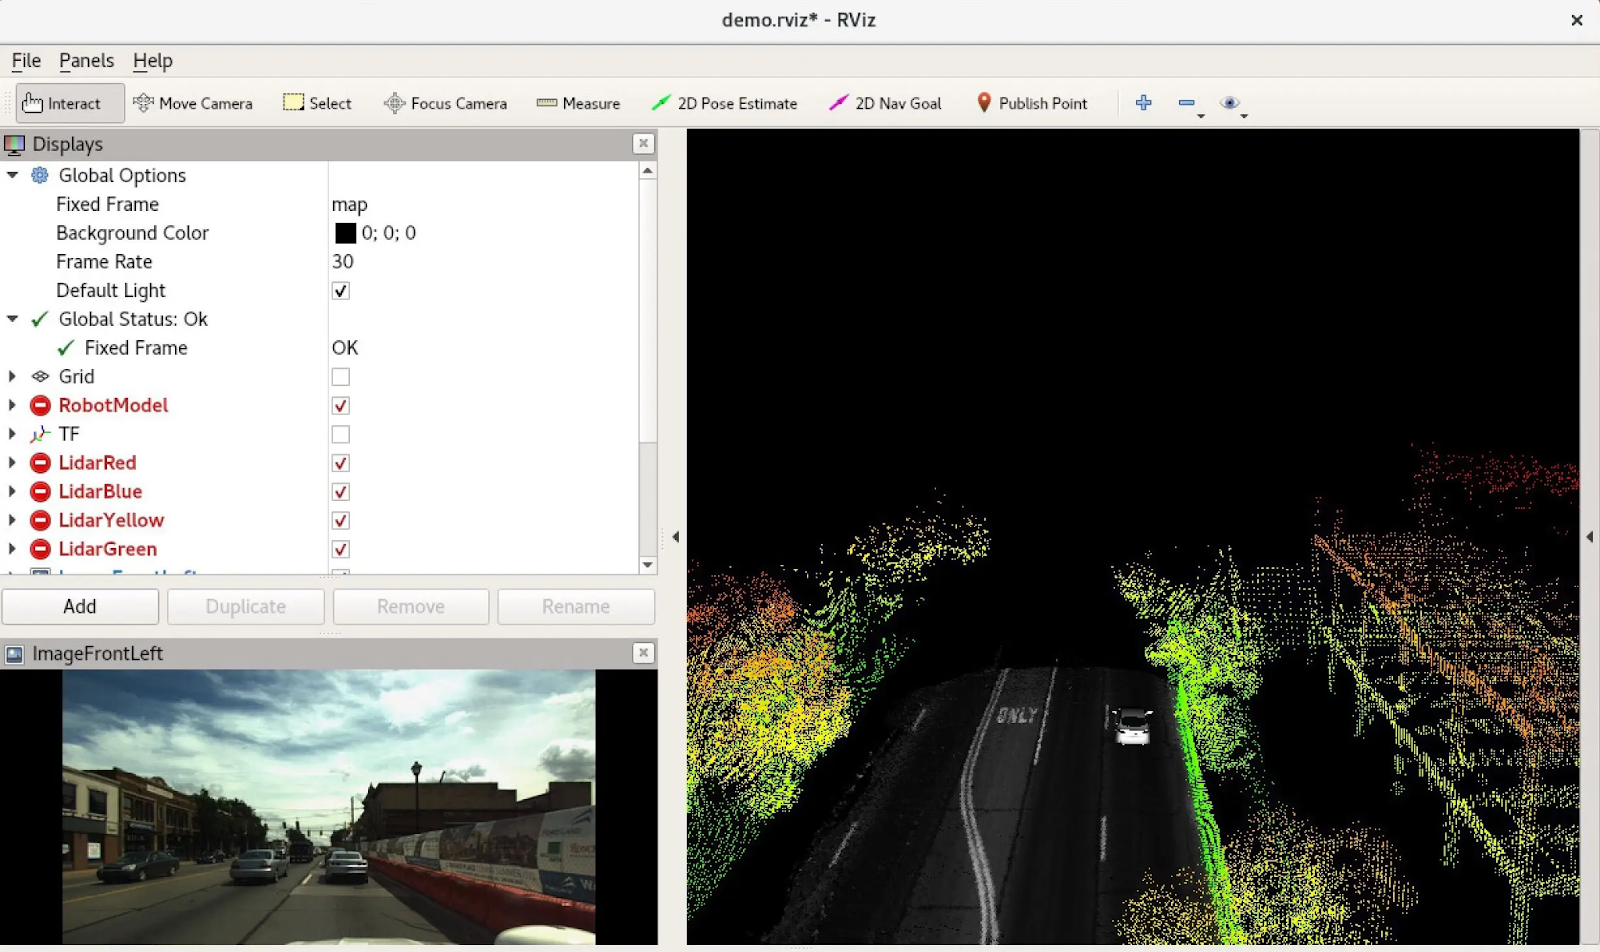 demo.rviz* - RViz
File Panels Help
Interact Move Camera Select Focus Camera Measure 2D Pose Estimate 2D Nav Goal Publish Point
Displays
Global Options
Fixed Frame map
Background Color 0; 0; 0
Frame Rate 30
Default Light
Global Status: Ok
Fixed Frame OK
Grid
RobotModel
TF
LidarRed
LidarBlue
LidarYellow
LidarGreen
Add Duplicate Remove Rename
ImageFrontLeft
ONLY